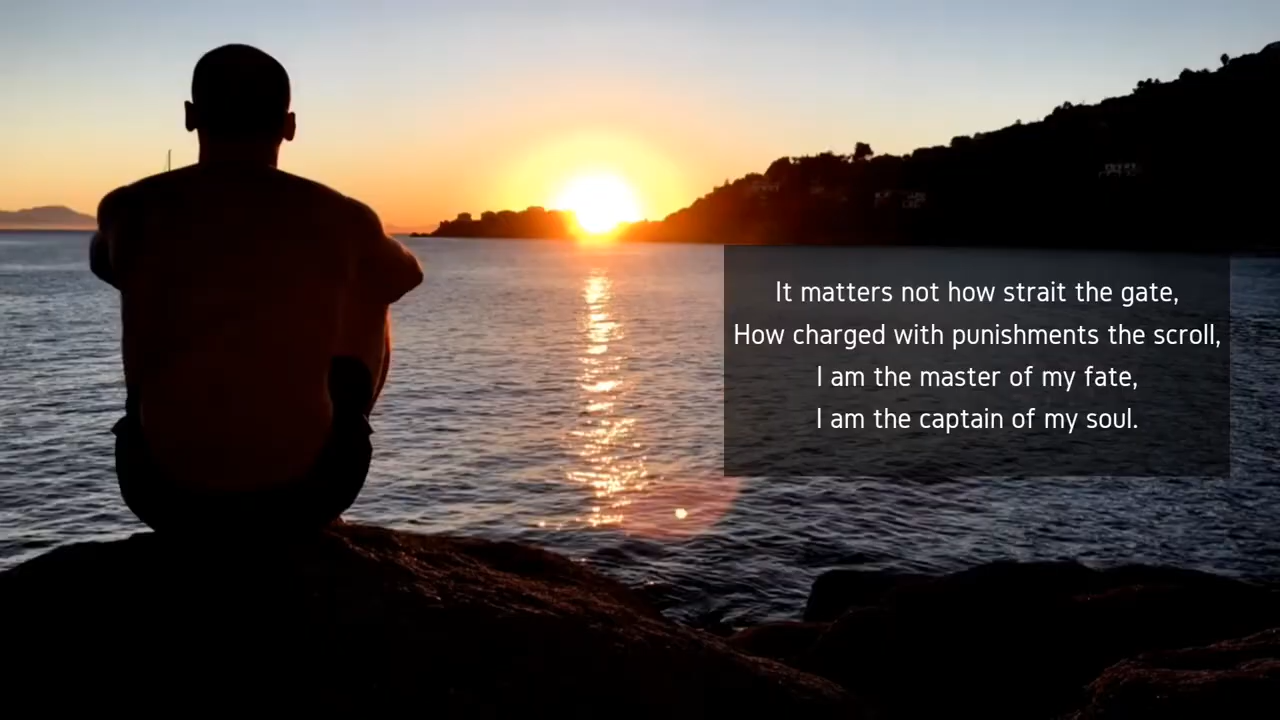 It matters not how strait the gate,
How charged with punishments the scroll,
I am the master of my fate,
I am the captain of my soul.